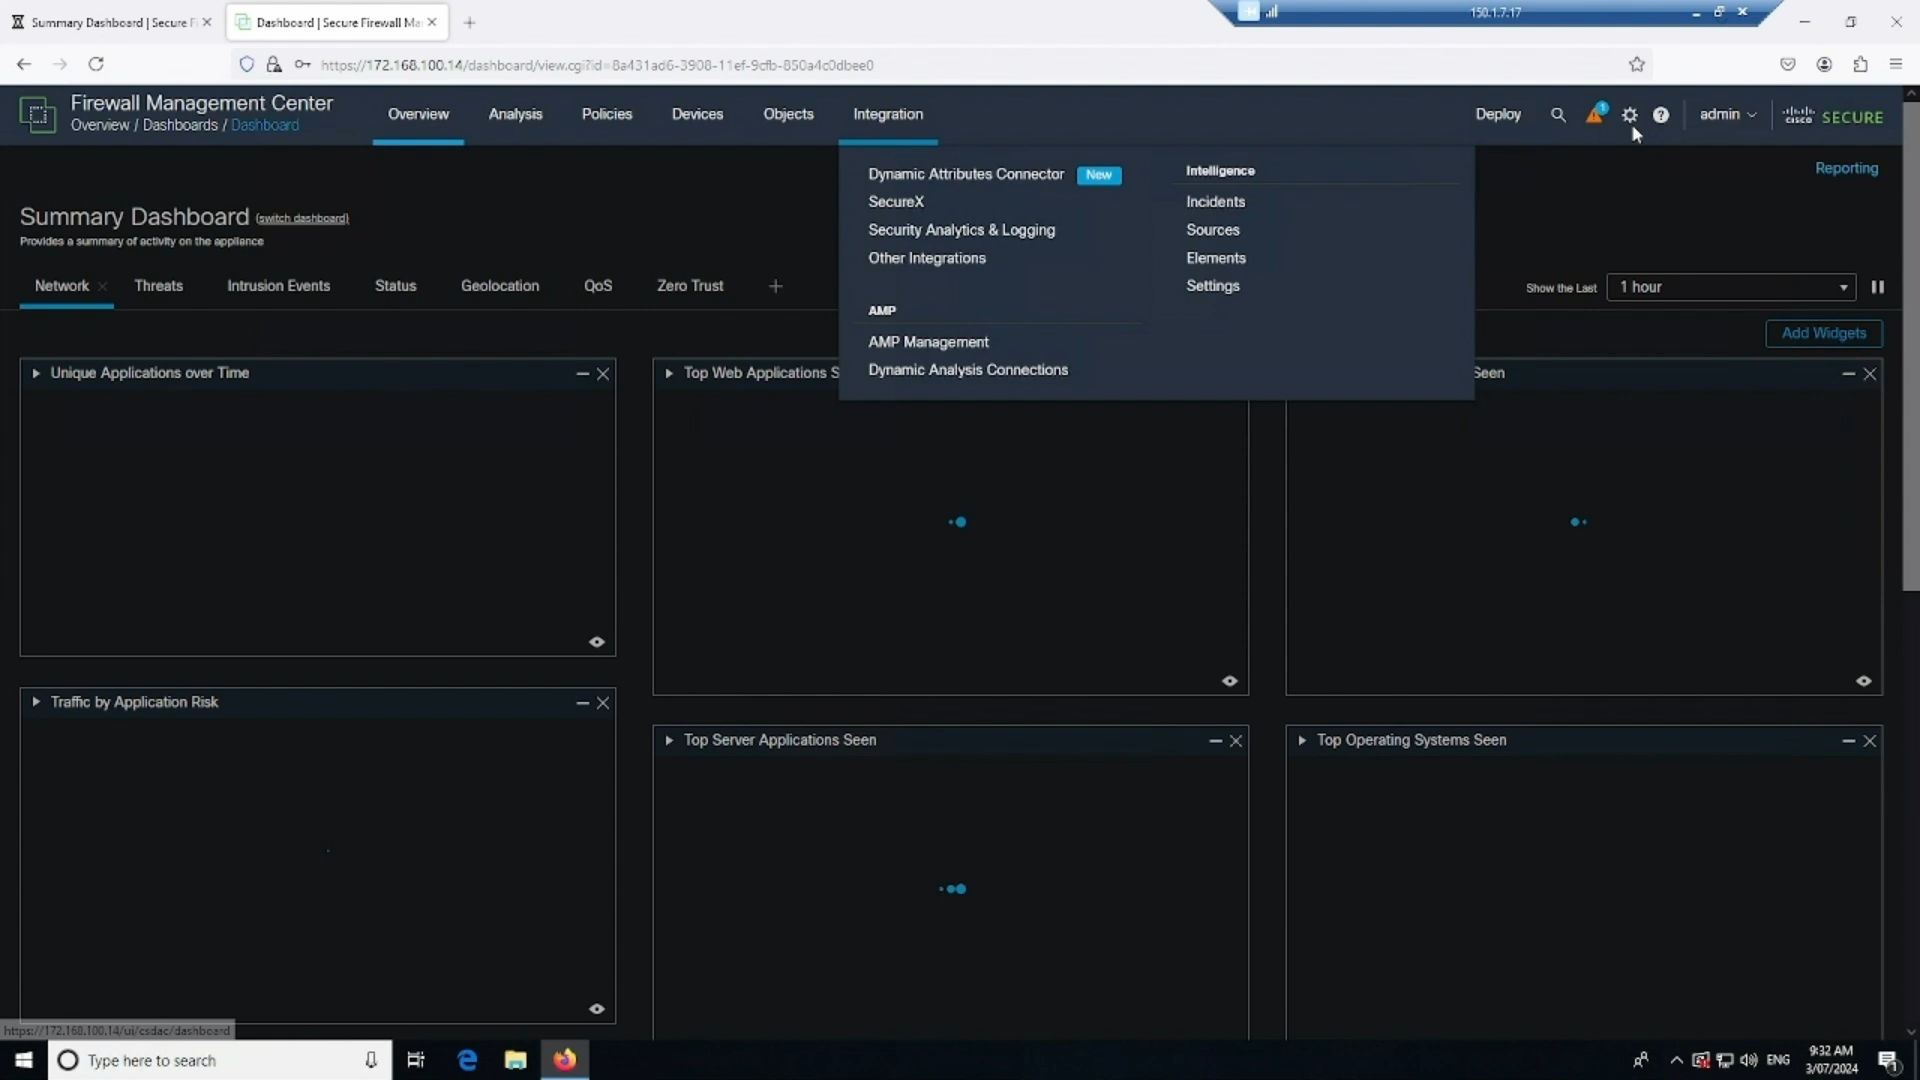 Summary Dashboard | Secure Fi
Dashboard | Secure Firewall Ma
150.1.7.17
https://172.168.100.14/dashboard/view.cgi?id=8a431ad6-3908-11ef-9cfb-850a4c0dbee0
Firewall Management Center
Overview / Dashboards / Dashboard
Overview
Analysis
Policies
Devices
Objects
Integration
Deploy
1
admin
cisco SECURE
Dynamic Attributes Connector New
SecureX
Security Analytics & Logging
Other Integrations
AMP
AMP Management
Dynamic Analysis Connections
Intelligence
Incidents
Sources
Elements
Settings
Reporting
Summary Dashboard (switch dashboard)
Provides a summary of activity on the appliance
Network
Threats
Intrusion Events
Status
Geolocation
QoS
Zero Trust
Show the Last
1 hour
Add Widgets
Unique Applications over Time
Top Web Applications S
Seen
Traffic by Application Risk
Top Server Applications Seen
Top Operating Systems Seen
https://172.168.100.14/ui/csdac/dashboard
Type here to search
ENG
9:32 AM
3/07/2024
1